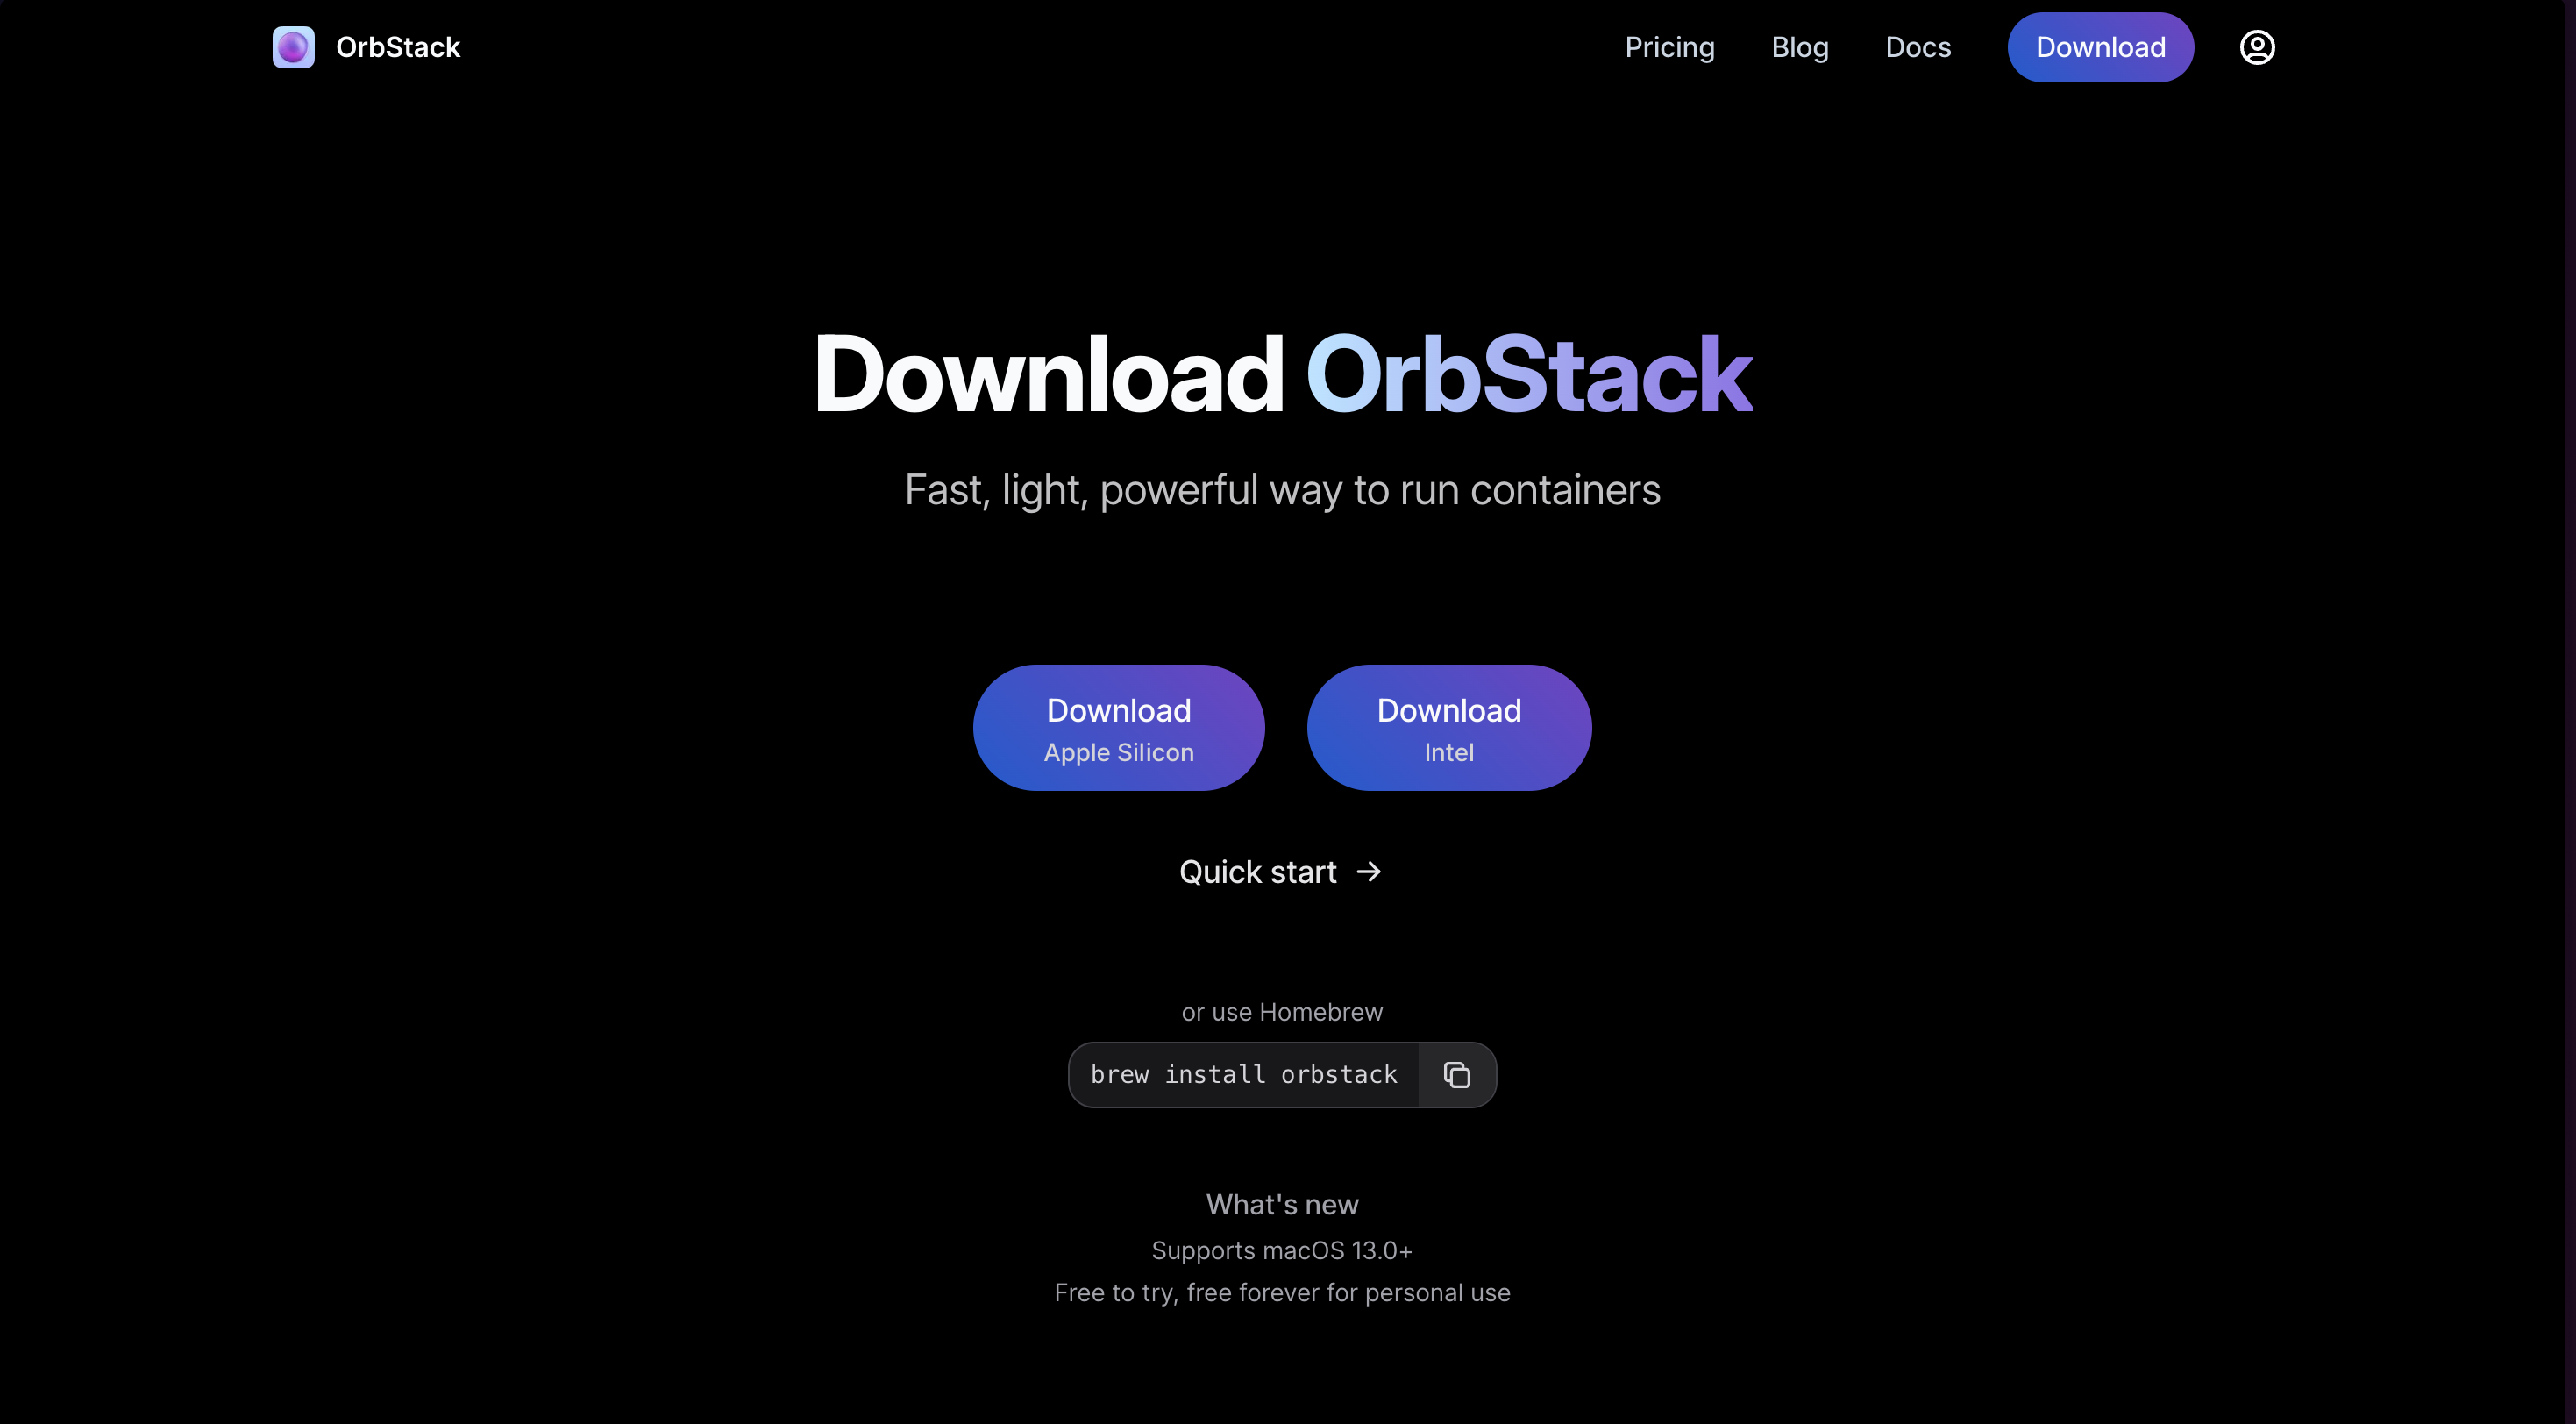 OrbStack
Pricing
Blog
Docs
Download
Download OrbStack
Fast, light, powerful way to run containers
Download
Apple Silicon
Download
Intel
Quick start →
or use Homebrew
brew install orbstack
What's new
Supports macOS 13.0+
Free to try, free forever for personal use